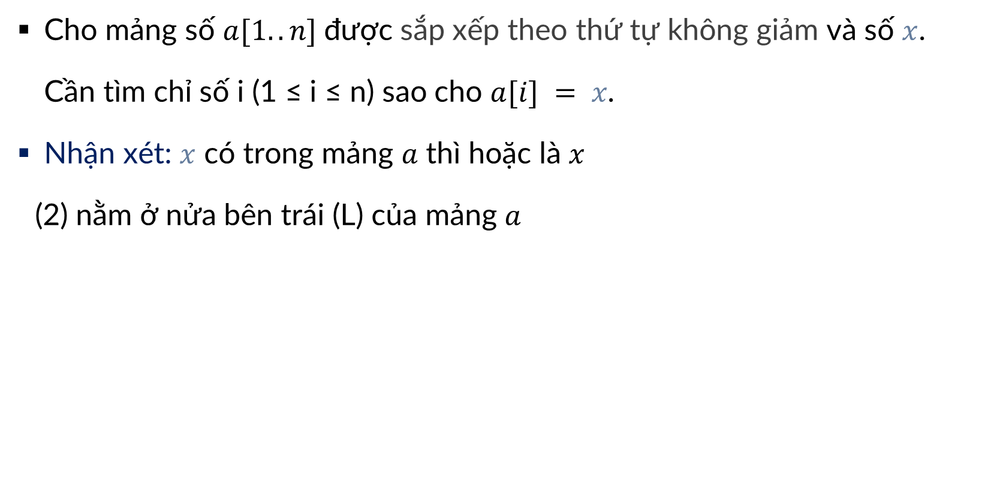 ▪ Cho mảng số a[1..n] được sắp xếp theo thứ tự không giảm và số x.
Cần tìm chỉ số i (1 ≤ i ≤ n) sao cho a[i] = x.
▪ Nhận xét: x có trong mảng a thì hoặc là x
(2) nằm ở nửa bên trái (L) của mảng a